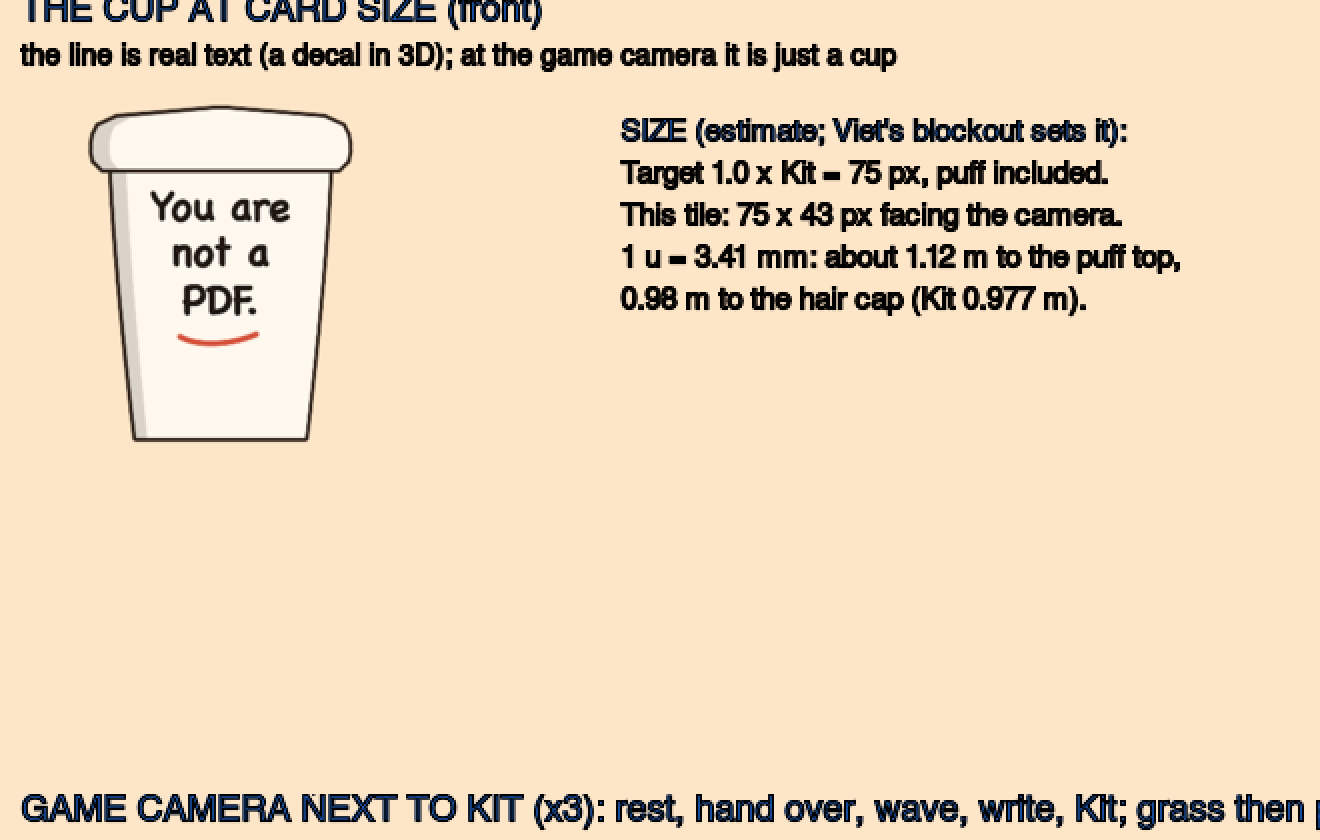 THE CUP AT CARD SIZE (front)
the line is real text (a decal in 3D); at the game camera it is just a cup
You are
not a
PDF.
SIZE (estimate; Viet's blockout sets it):
Target 1.0 x Kit = 75 px, puff included.
This tile: 75 x 43 px facing the camera.
1 u = 3.41 mm: about 1.12 m to the puff top,
0.98 m to the hair cap (Kit 0.977 m).
GAME CAMERA NEXT TO KIT (x3): rest, hand over, wave, write, Kit; grass then